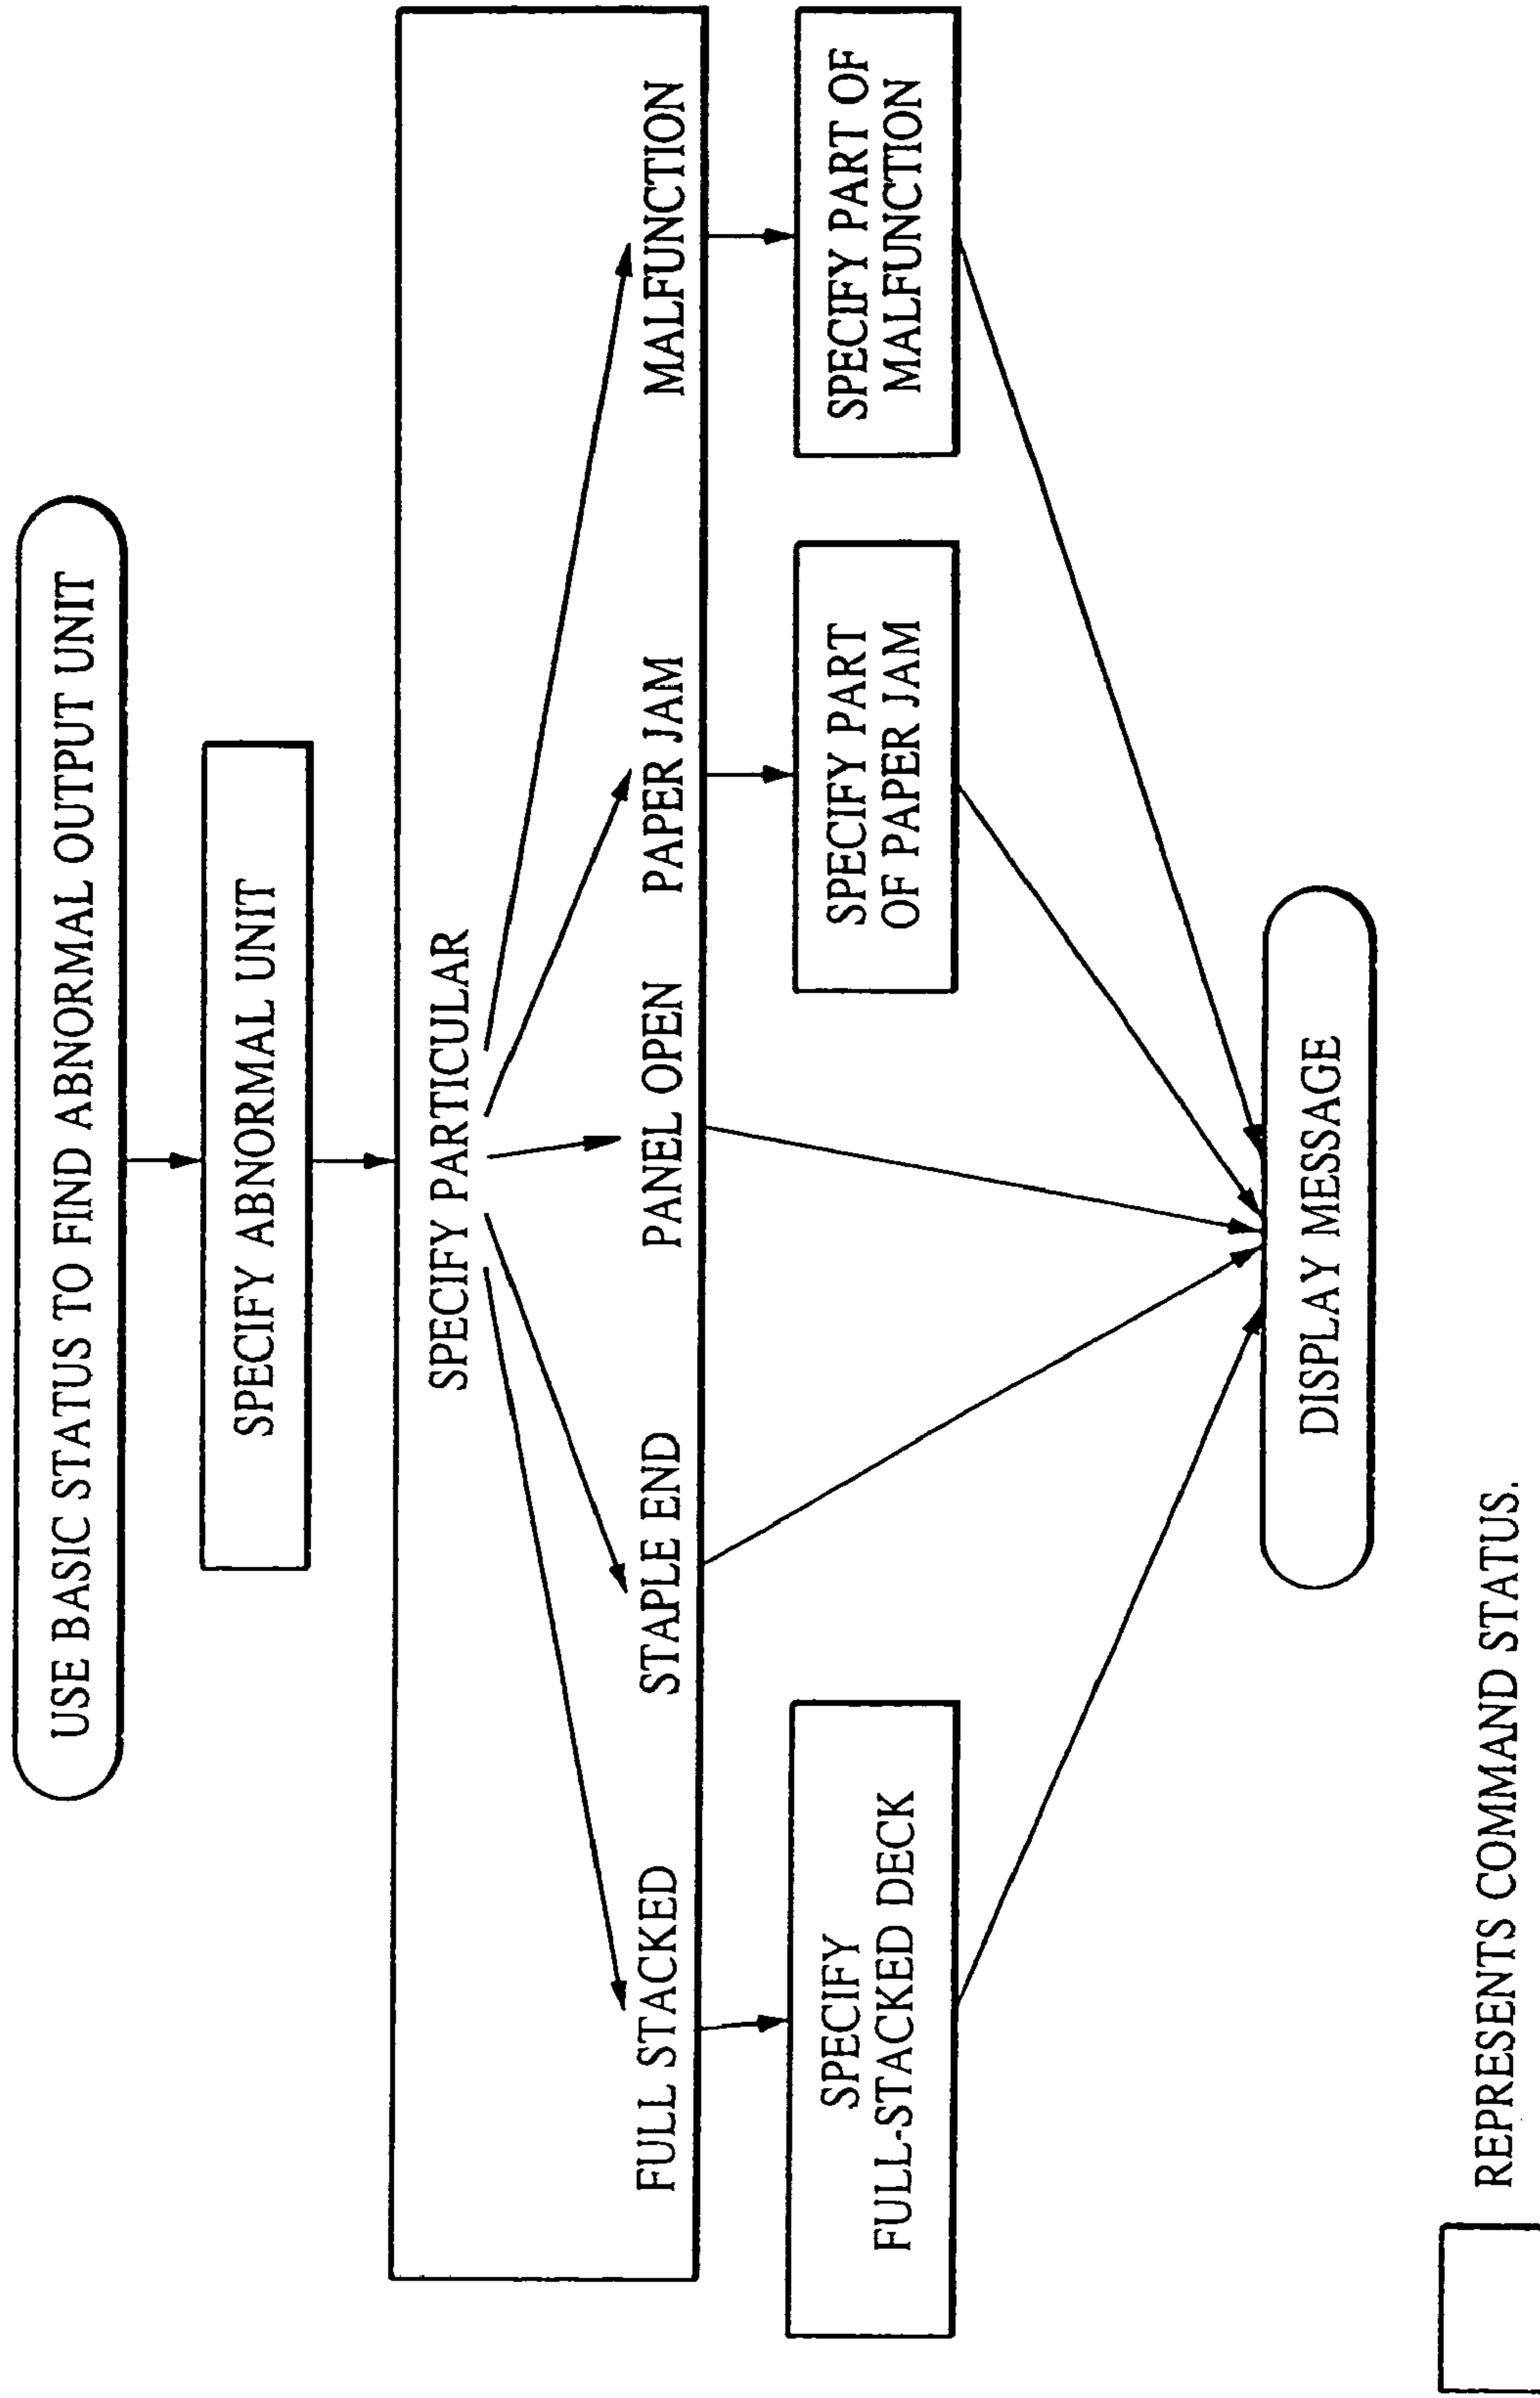 USE BASIC STATUS TO FIND ABNORMAL OUTPUT UNIT
SPECIFY ABNORMAL UNIT
SPECIFY PARTICULAR
FULL STACKED
STAPLE END
PANEL OPEN
PAPER JAM
MALFUNCTION
SPECIFY
FULL-STACKED DECK
SPECIFY PART
OF PAPER JAM
SPECIFY PART OF
MALFUNCTION
DISPLAY MESSAGE
REPRESENTS COMMAND STATUS.